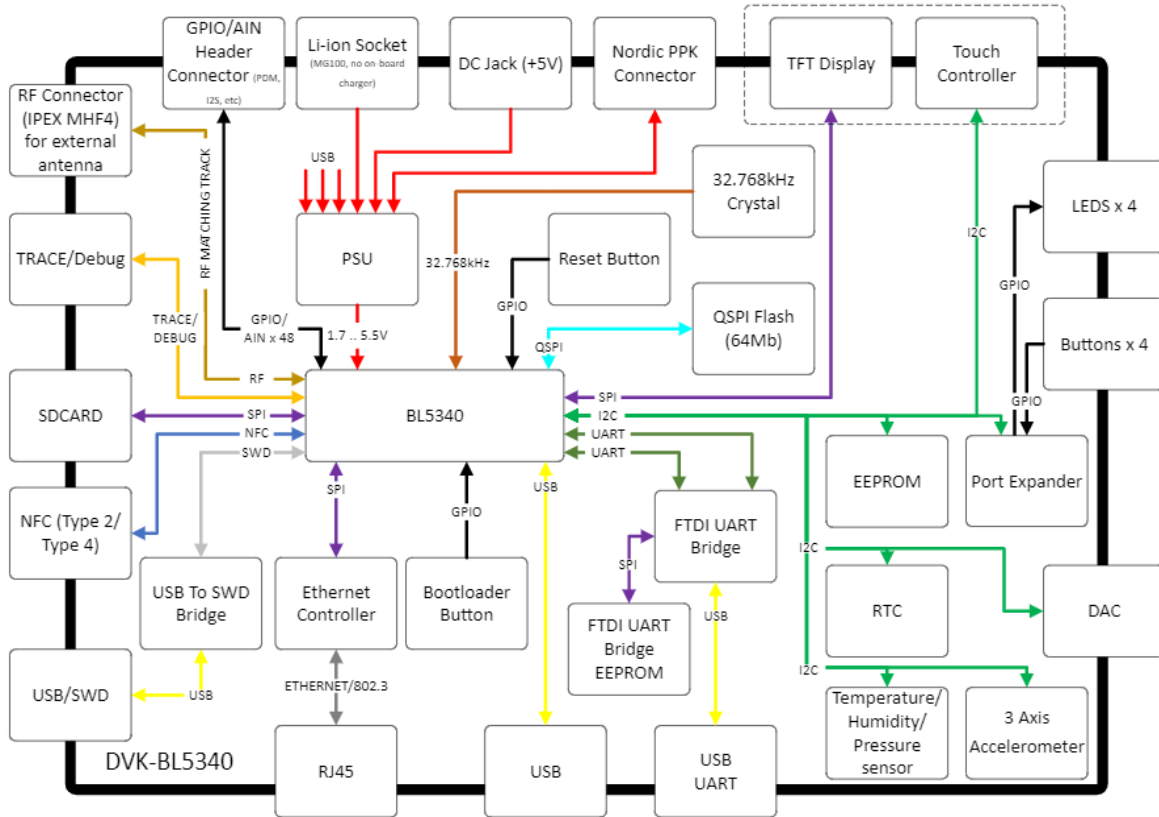 GPIO/AIN
Header
Connector (PDM,
I2S, etc)
Li-ion Socket
(MG100, no on-board
charger)
DC Jack (+5V)
Nordic PPK
Connector
TFT Display
Touch
Controller
RF Connector
(IPEX MHF4)
for external
antenna
USB
32.768kHz
Crystal
LEDS x 4
RF MATCHING TRACK
TRACE/Debug
PSU
32.768kHz
Reset Button
I2C
GPIO
GPIO
TRACE/
DEBUG
GPIO/
AIN x 48
1.7 .. 5.5V
QSPI
QSPI Flash
(64Mb)
Buttons x 4
GPIO
RF
SDCARD
SPI
BL5340
SPI
I2C
NFC
UART
SWD
UART
EEPROM
Port Expander
SPI
USB
GPIO
NFC (Type 2/
Type 4)
FTDI UART
Bridge
SPI
I2C
USB To SWD
Bridge
Ethernet
Controller
Bootloader
Button
RTC
DAC
USB
FTDI UART
Bridge
EEPROM
I2C
USB/SWD
USB
ETHERNET/802.3
Temperature/
Humidity/
Pressure
sensor
3 Axis
Accelerometer
DVK-BL5340
RJ45
USB
USB
UART